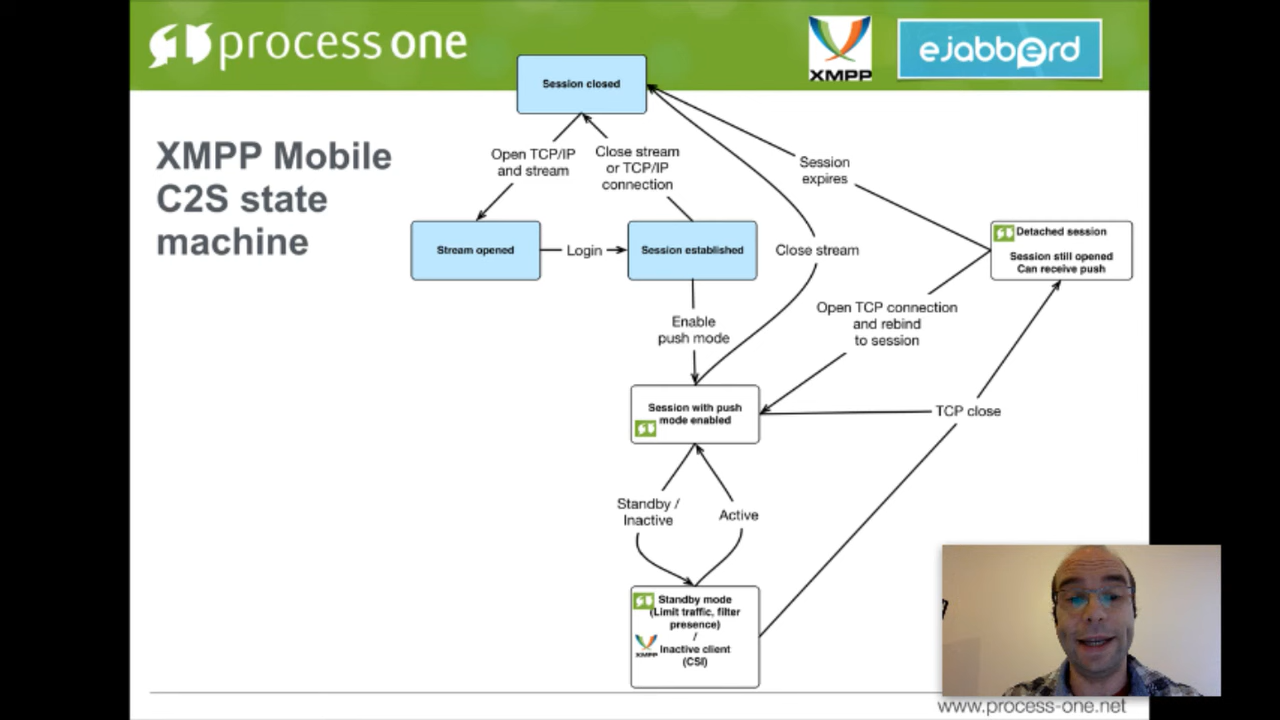 process one
XMPP
ejabberd
XMPP Mobile
C2S state
machine
Session closed
Open TCP/IP
and stream
Close stream
or TCP/IP
connection
Session
expires
Stream opened
Login
Session established
Close stream
Detached session
Session still opened
Can receive push
Enable
push mode
Open TCP connection
and rebind
to session
Session with push
mode enabled
TCP close
Standby /
Inactive
Active
Standby mode
(Limit traffic, filter
presence)
/
XMPP
Inactive client
(CSI)
www.process-one.net